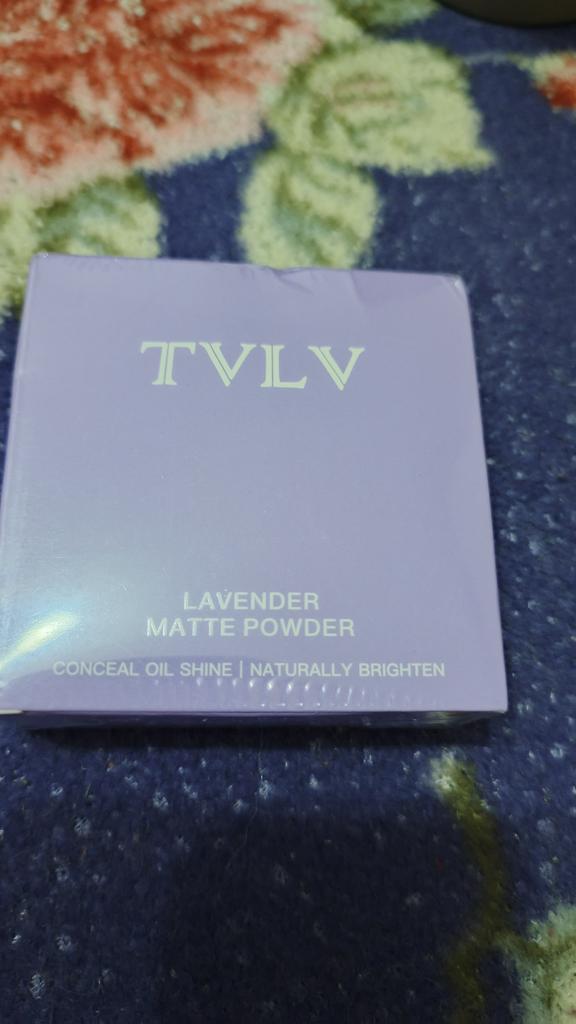 TVLV
LAVENDER
MATTE POWDER
CONCEAL OIL SHINE | NATURALLY BRIGHTEN